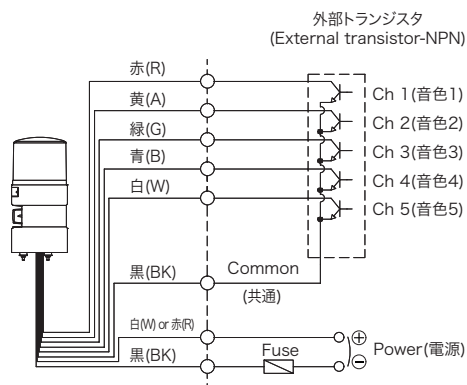 外部トランジスタ
(External transistor-NPN)
赤(R)
Ch 1(音色1)
黄(A)
Ch 2(音色2)
緑(G)
Ch 3(音色3)
青(B)
Ch 4(音色4)
白(W)
Ch 5(音色5)
黒(BK)
Common
(共通)
白(W) or 赤(R)
黒(BK)
Fuse
⊕
⊖
Power(電源)